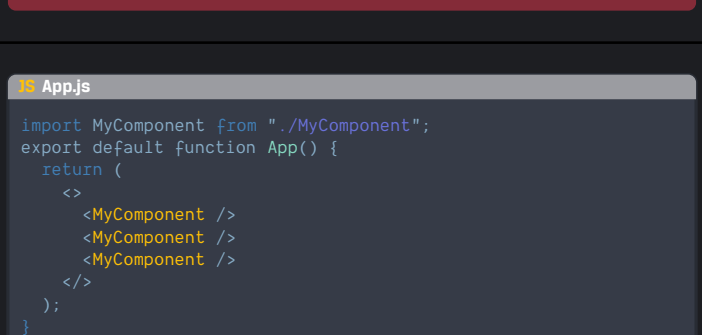 JS App.js
import MyComponent from "./MyComponent";
export default function App() {
  return (
    <>
      <MyComponent />
      <MyComponent />
      <MyComponent />
    </>
  );
}